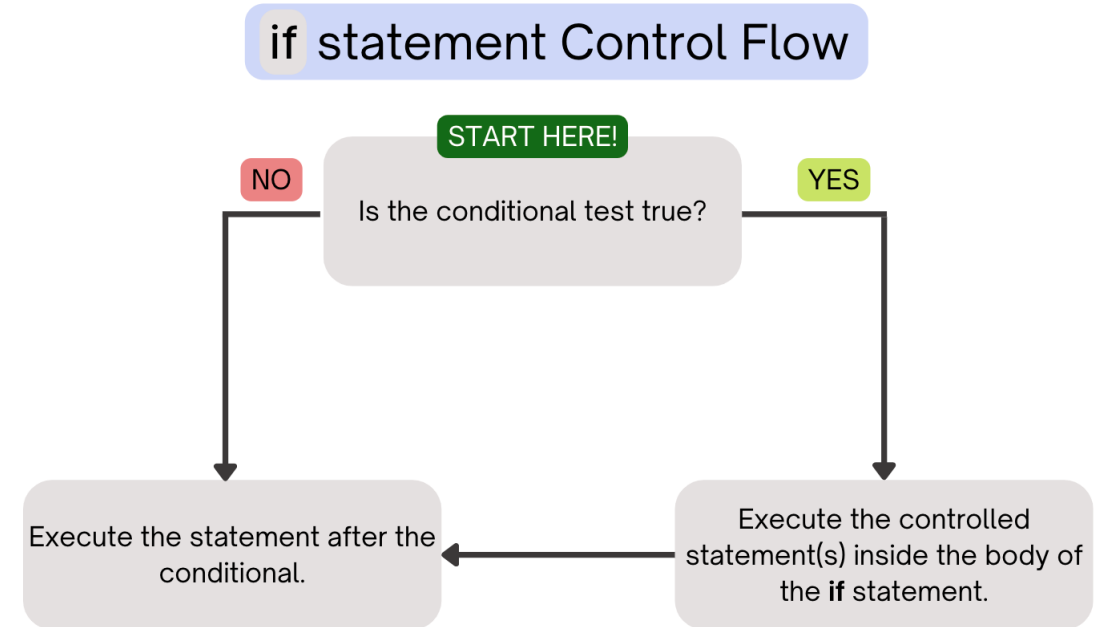 if statement Control Flow
START HERE!
NO
YES
Is the conditional test true?
Execute the statement after the
conditional.
Execute the controlled
statement(s) inside the body of
the if statement.